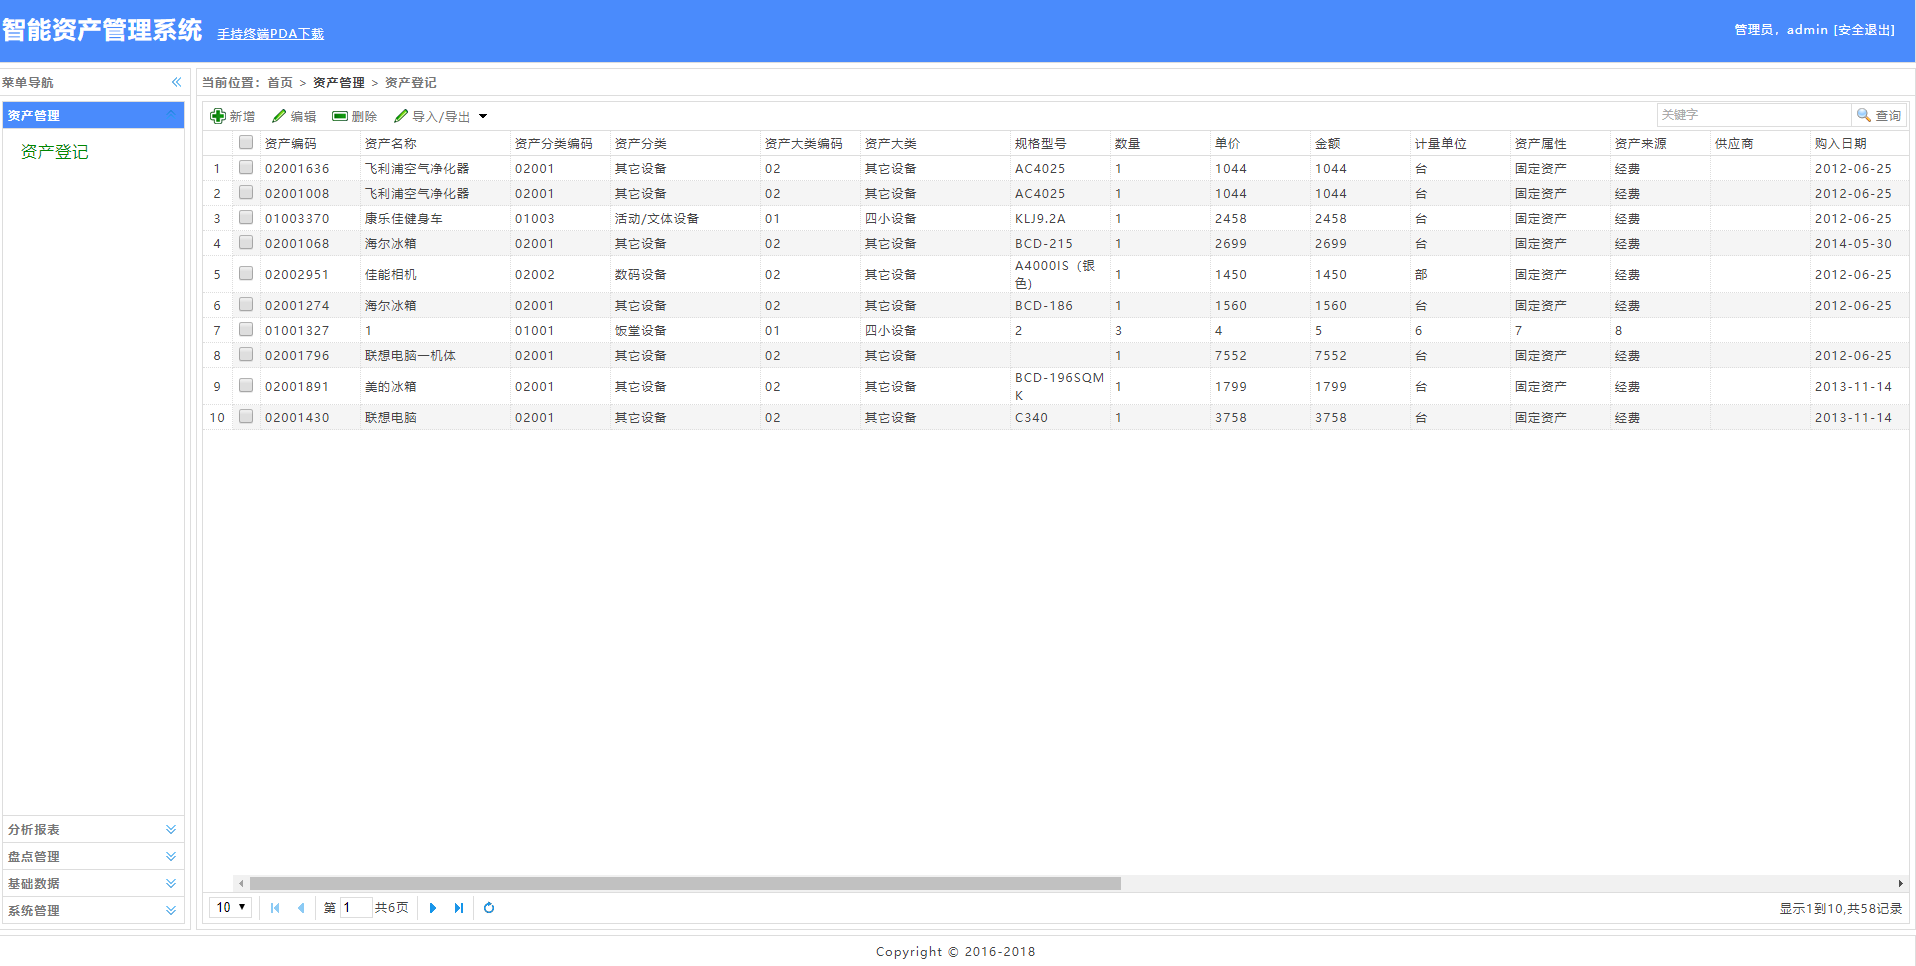 智能资产管理系统 手持终端PDA下载 管理员，admin [安全退出]
菜单导航
资产管理
资产登记
分析报表
盘点管理
基础数据
系统管理
当前位置：首页 > 资产管理 > 资产登记
新增 编辑 删除 导入/导出 关键字 查询
资产编码 资产名称 资产分类编码 资产分类 资产大类编码 资产大类 规格型号 数量 单价 金额 计量单位 资产属性 资产来源 供应商 购入日期
1 02001636 飞利浦空气净化器 02001 其它设备 02 其它设备 AC4025 1 1044 1044 台 固定资产 经费 2012-06-25
2 02001008 飞利浦空气净化器 02001 其它设备 02 其它设备 AC4025 1 1044 1044 台 固定资产 经费 2012-06-25
3 01003370 康乐佳健身车 01003 活动/文体设备 01 四小设备 KLJ9.2A 1 2458 2458 台 固定资产 经费 2012-06-25
4 02001068 海尔冰箱 02001 其它设备 02 其它设备 BCD-215 1 2699 2699 台 固定资产 经费 2014-05-30
5 02002951 佳能相机 02002 数码设备 02 其它设备 A4000IS（银色） 1 1450 1450 部 固定资产 经费 2012-06-25
6 02001274 海尔冰箱 02001 其它设备 02 其它设备 BCD-186 1 1560 1560 台 固定资产 经费 2012-06-25
7 01001327 1 01001 饭堂设备 01 四小设备 2 3 4 5 6 7 8
8 02001796 联想电脑一机体 02001 其它设备 02 其它设备 1 7552 7552 台 固定资产 经费 2012-06-25
9 02001891 美的冰箱 02001 其它设备 02 其它设备 BCD-196SQMK 1 1799 1799 台 固定资产 经费 2013-11-14
10 02001430 联想电脑 02001 其它设备 02 其它设备 C340 1 3758 3758 台 固定资产 经费 2013-11-14
10 第 1 共6页 显示1到10,共58记录
Copyright © 2016-2018